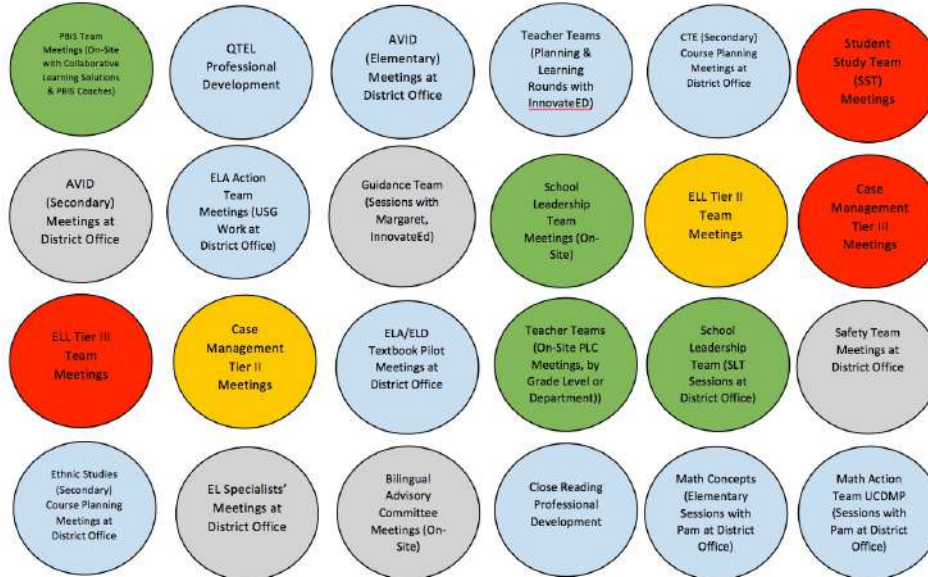 PBIS Team
Meetings (On-Site
with Collaborative
Learning Solutions
& PBIS Coaches)
QTEL
Professional
Development
AVID
(Elementary)
Meetings at
District Office
Teacher Teams
(Planning &
Learning
Rounds with
InnovateED)
CTE (Secondary)
Course Planning
Meetings at
District Office
Student
Study Team
(SST)
Meetings
AVID
(Secondary)
Meetings at
District Office
ELA Action
Team
Meetings (USG
Work at
District Office)
Guidance Team
(Sessions with
Margaret,
InnovateEd)
School
Leadership
Team
Meetings (On-
Site)
ELL Tier II
Team
Meetings
Case
Management
Tier III
Meetings
ELL Tier III
Team
Meetings
Case
Management
Tier II
Meetings
ELA/ELD
Textbook Pilot
Meetings at
District Office
Teacher Teams
(On-Site PLC
Meetings, by
Grade Level or
Department))
School
Leadership
Team (SLT
Sessions at
District Office)
Safety Team
Meetings at
District Office
Ethnic Studies
(Secondary)
Course Planning
Meetings at
District Office
EL Specialists’
Meetings at
District Office
Bilingual
Advisory
Committee
Meetings (On-
Site)
Close Reading
Professional
Development
Math Concepts
(Elementary
Sessions with
Pam at District
Office)
Math Action
Team UCDMP
(Sessions with
Pam at District
Office)